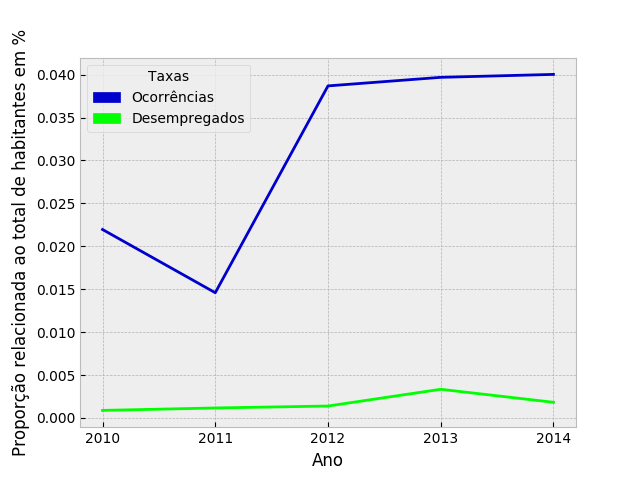 Proporção relacionada ao total de habitantes em %
0.040
0.035
0.030
0.025
0.020
0.015
0.010
0.005
0.000
Taxas
Ocorrências
Desempregados
2010 2011 2012 2013 2014
Ano